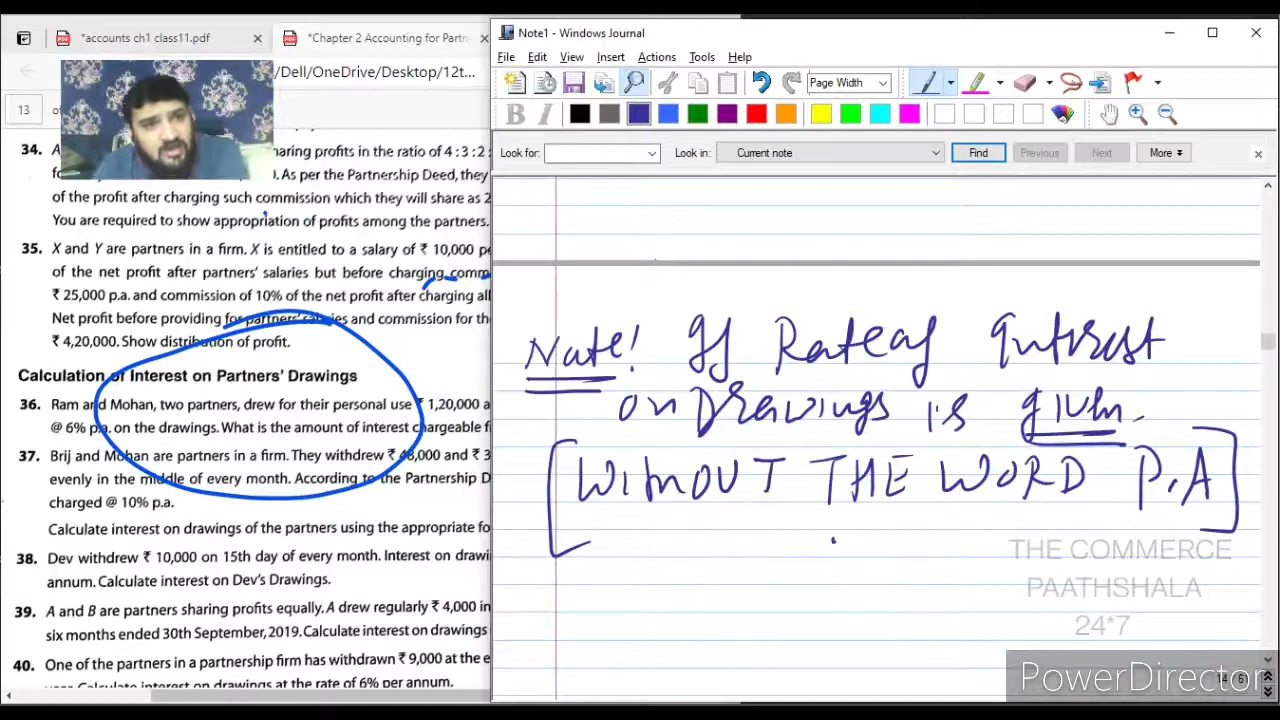 *accounts ch1 class11.pdf
*Chapter 2 Accounting for Partn
/Dell/OneDrive/Desktop/12t...
13 of
34. A haring profits in the ratio of 4 : 3 : 2 :
fo . As per the Partnership Deed, they
of the profit after charging such commission which they will share as 2
You are required to show appropriation of profits among the partners.
35. X and Y are partners in a firm. X is entitled to a salary of ₹ 10,000 pe
of the net profit after partners' salaries but before charging comm
₹ 25,000 p.a. and commission of 10% of the net profit after charging all
Net profit before providing for partners' salaries and commission for the
₹ 4,20,000. Show distribution of profit.
Calculation of Interest on Partners' Drawings
36. Ram and Mohan, two partners, drew for their personal use ₹ 1,20,000 a
@ 6% p.a. on the drawings. What is the amount of interest chargeable if
37. Brij and Mohan are partners in a firm. They withdrew ₹ 48,000 and ₹ 3
evenly in the middle of every month. According to the Partnership D
charged @ 10% p.a.
Calculate interest on drawings of the partners using the appropriate fo
38. Dev withdrew ₹ 10,000 on 15th day of every month. Interest on drawi
annum. Calculate interest on Dev's Drawings.
39. A and B are partners sharing profits equally. A drew regularly ₹ 4,000 in
six months ended 30th September, 2019. Calculate interest on drawings
40. One of the partners in a partnership firm has withdrawn ₹ 9,000 at the e
year. Calculate interest on drawings at the rate of 6% per annum.
Note1 - Windows Journal
File Edit View Insert Actions Tools Help
Page Width
B I
Look for: Look in: Current note Find Previous Next More
Note! If Rate of Interest
on Drawings is given.
[WITHOUT THE WORD P.A]
THE COMMERCE
PAATHSHALA
24*7
PowerDirector